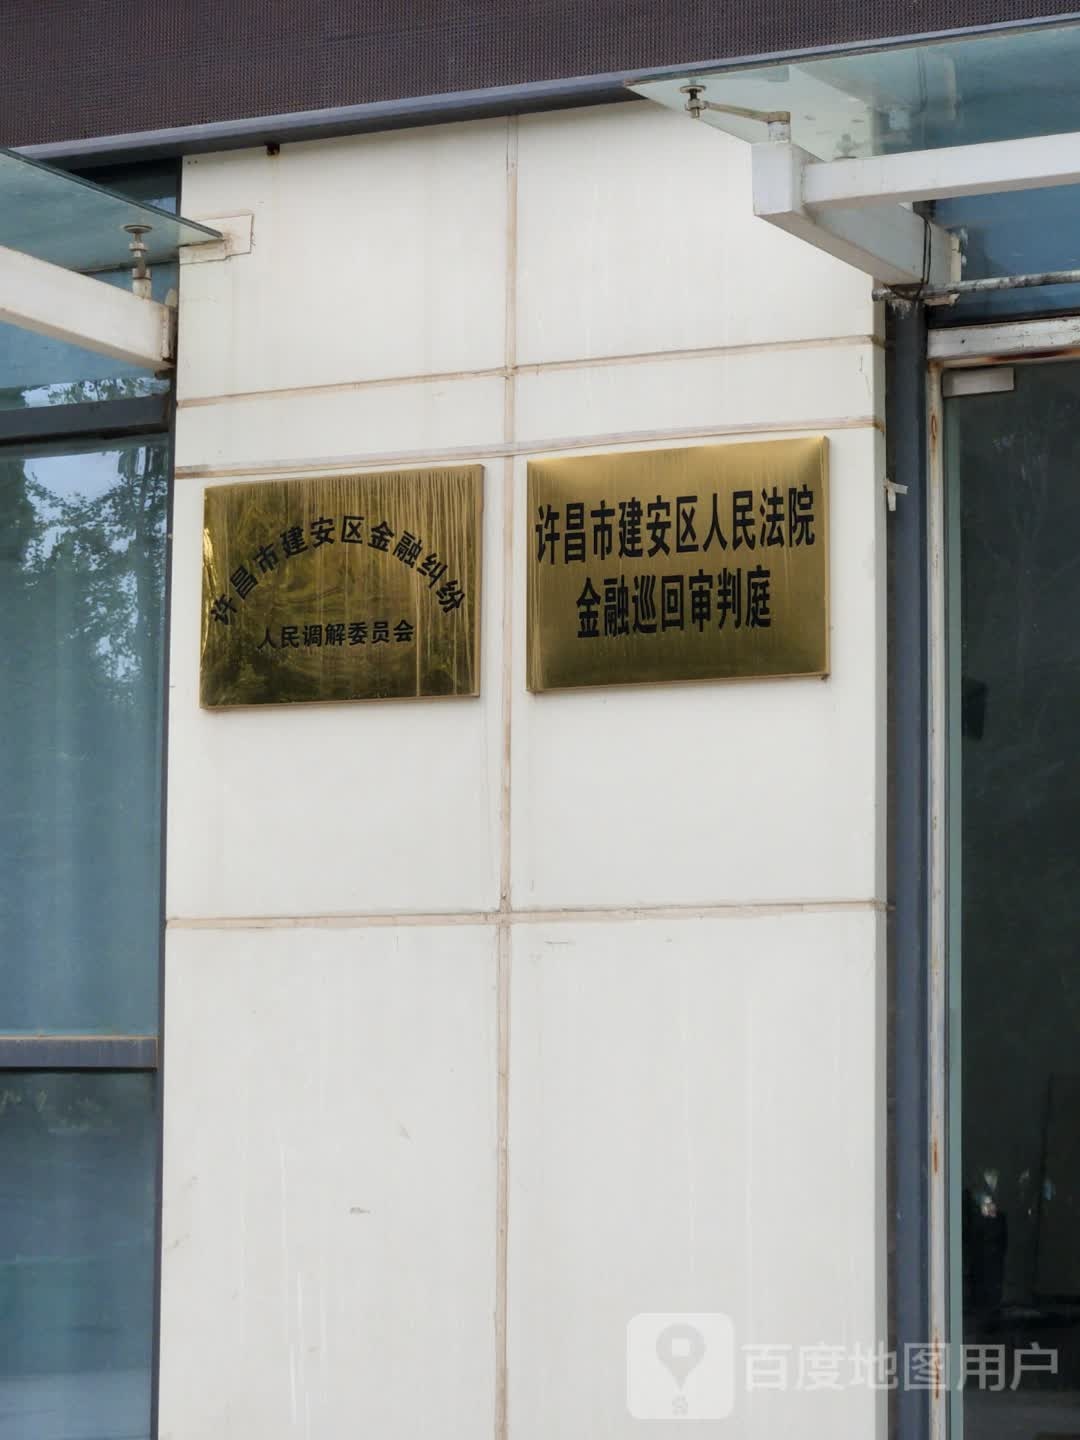 许昌市建安区金融纠纷
人民调解委员会
许昌市建安区人民法院
金融巡回审判庭
百度地图用户